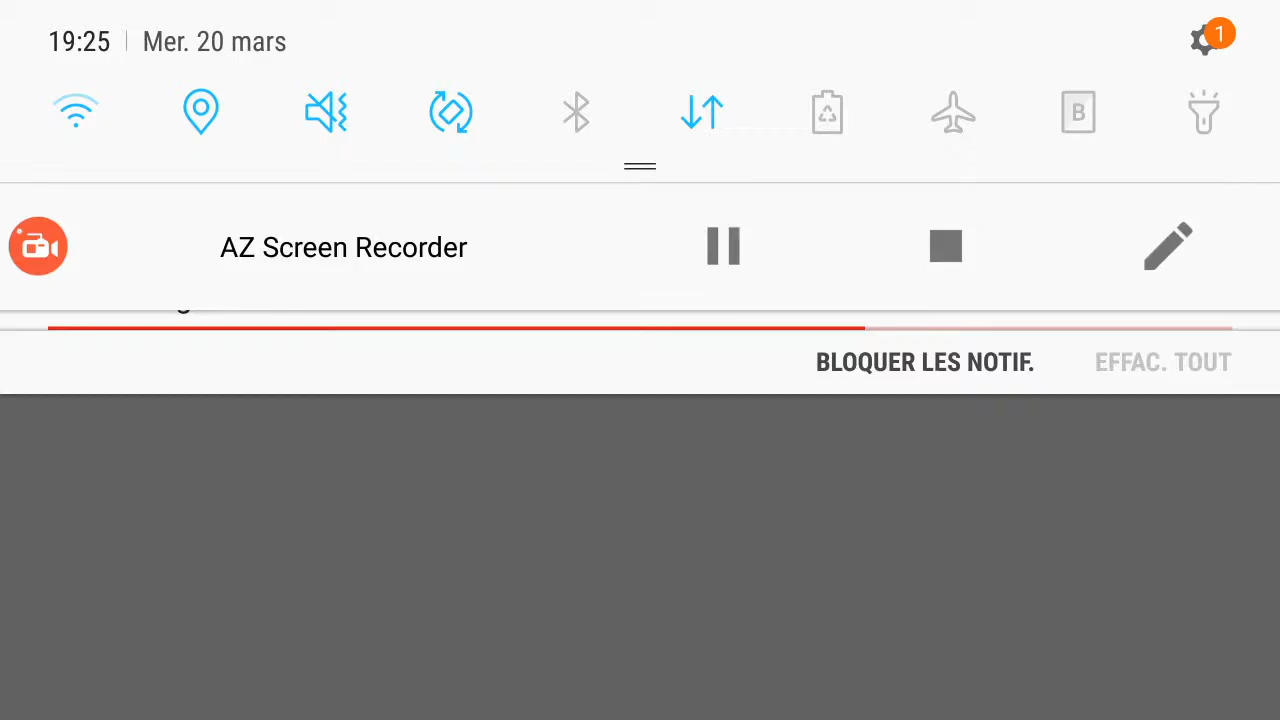 19:25 Mer. 20 mars
1
B
AZ Screen Recorder
BLOQUER LES NOTIF. EFFAC. TOUT